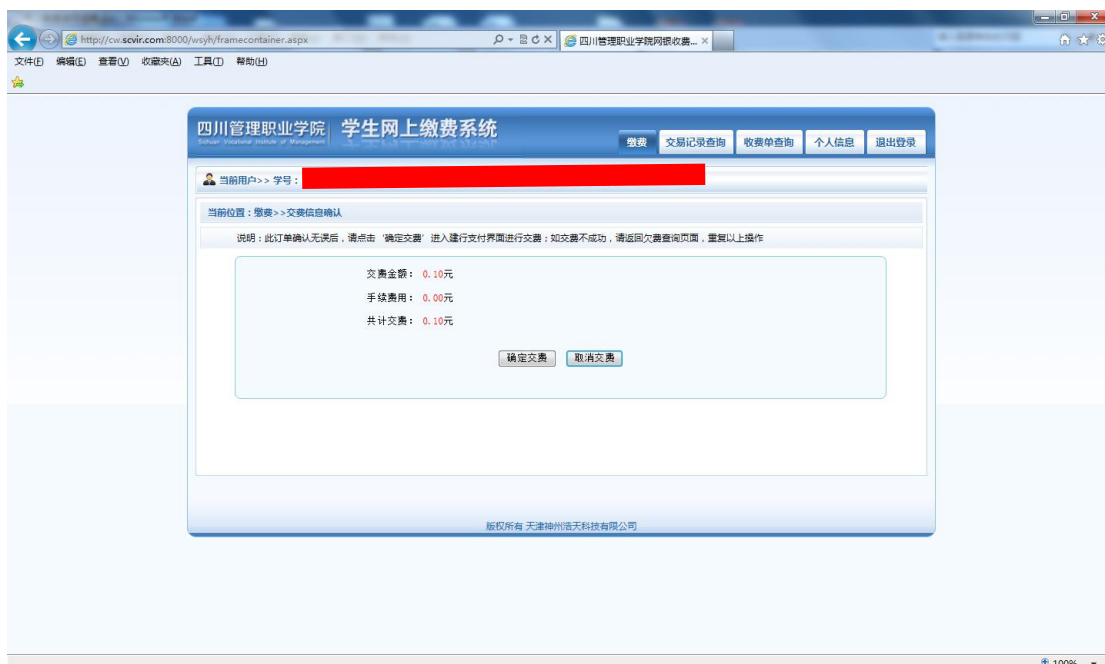 http://cw.scvir.com:8000/wsyh/framecontainer.aspx
四川管理职业学院网银收费... ×
文件(F) 编辑(E) 查看(V) 收藏夹(A) 工具(T) 帮助(H)
四川管理职业学院 学生网上缴费系统
Sichuan Vocational Institute of Management
缴费 交易记录查询 收费单查询 个人信息 退出登录
当前用户>> 学号：
当前位置：缴费>>交费信息确认
说明：此订单确认无误后，请点击‘确定交费’进入建行支付界面进行交费；如交费不成功，请返回欠费查询页面，重复以上操作
交费金额： 0.10元
手续费用： 0.00元
共计交费： 0.10元
确定交费 取消交费
版权所有 天津神州浩天科技有限公司
100%